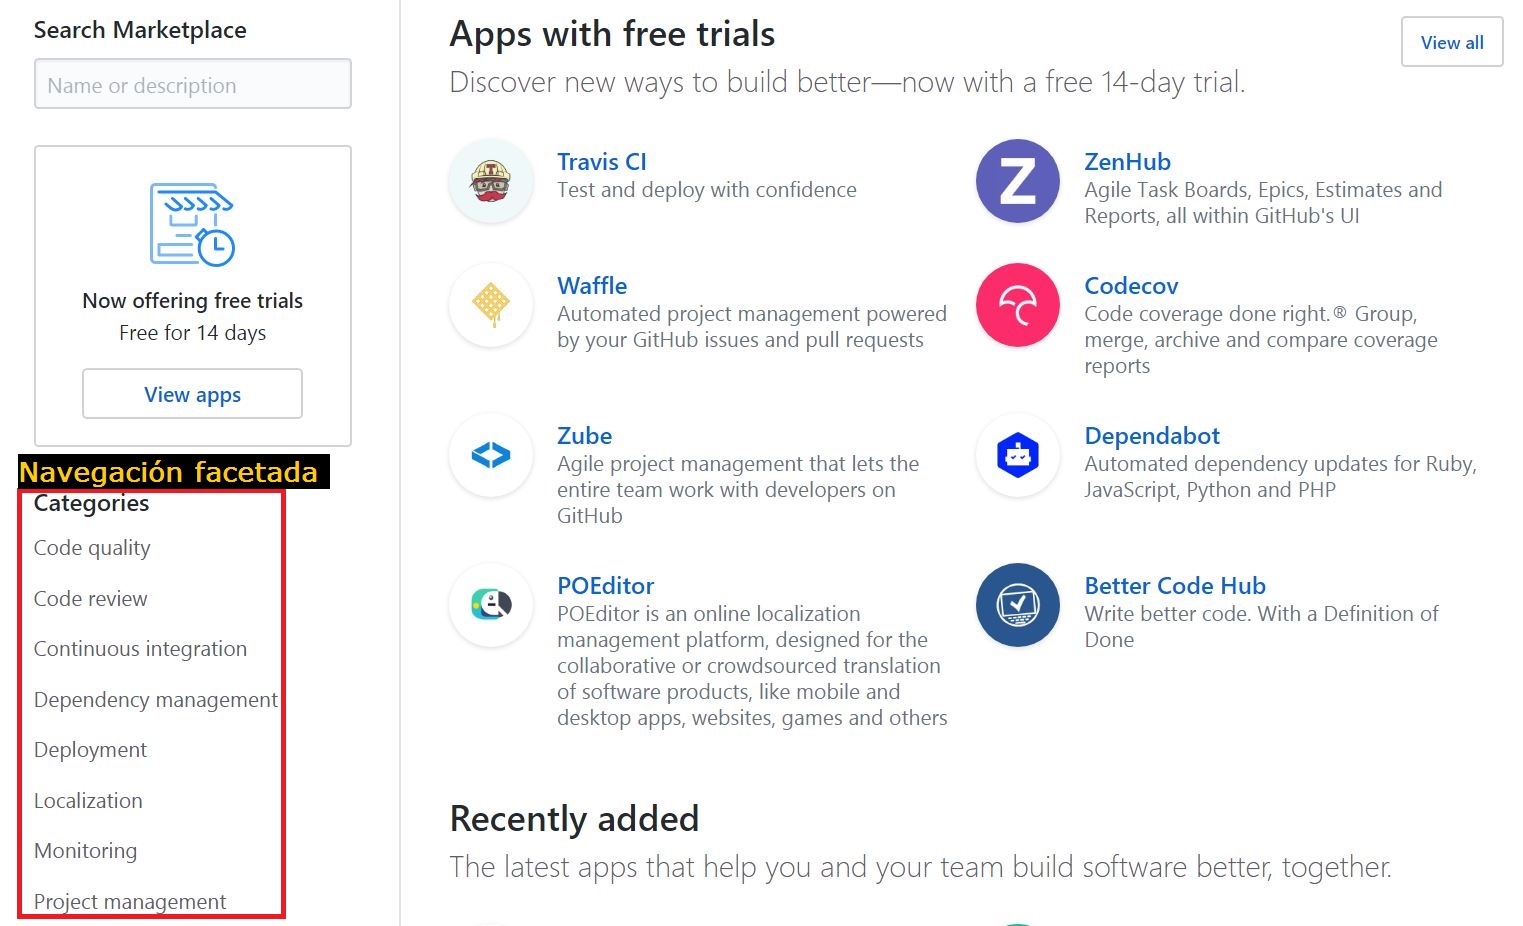 Search Marketplace
Name or description
Now offering free trials
Free for 14 days
View apps
Navegación facetada
Categories
Code quality
Code review
Continuous integration
Dependency management
Deployment
Localization
Monitoring
Project management
Apps with free trials
View all
Discover new ways to build better—now with a free 14-day trial.
Travis CI
Test and deploy with confidence
ZenHub
Agile Task Boards, Epics, Estimates and
Reports, all within GitHub's UI
Waffle
Automated project management powered
by your GitHub issues and pull requests
Codecov
Code coverage done right.® Group,
merge, archive and compare coverage
reports
Zube
Agile project management that lets the
entire team work with developers on
GitHub
Dependabot
Automated dependency updates for Ruby,
JavaScript, Python and PHP
POEditor
POEditor is an online localization
management platform, designed for the
collaborative or crowdsourced translation
of software products, like mobile and
desktop apps, websites, games and others
Better Code Hub
Write better code. With a Definition of
Done
Recently added
The latest apps that help you and your team build software better, together.